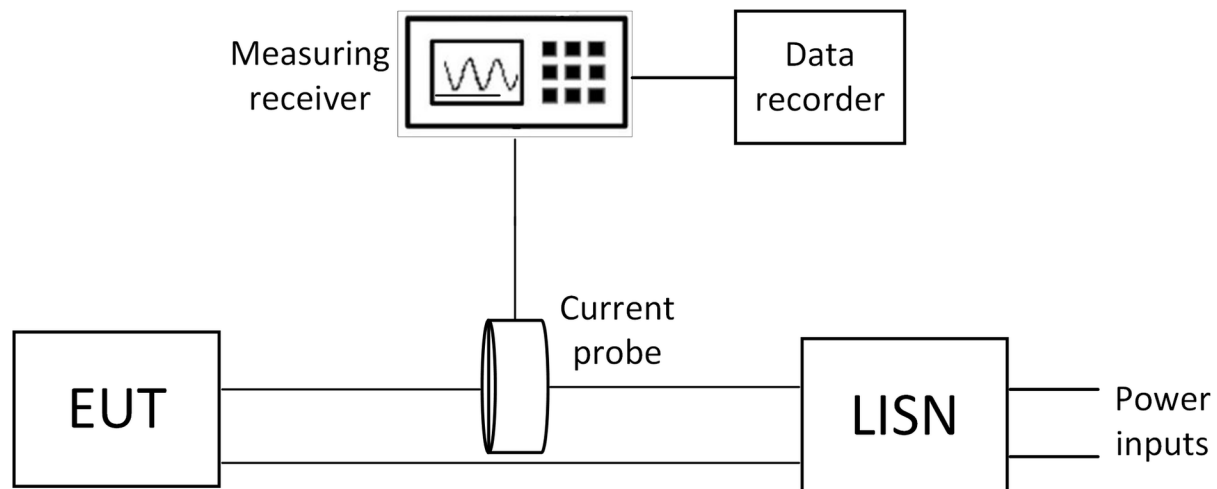 Measuring
receiver
Data
recorder
Current
probe
EUT
LISN
Power
inputs